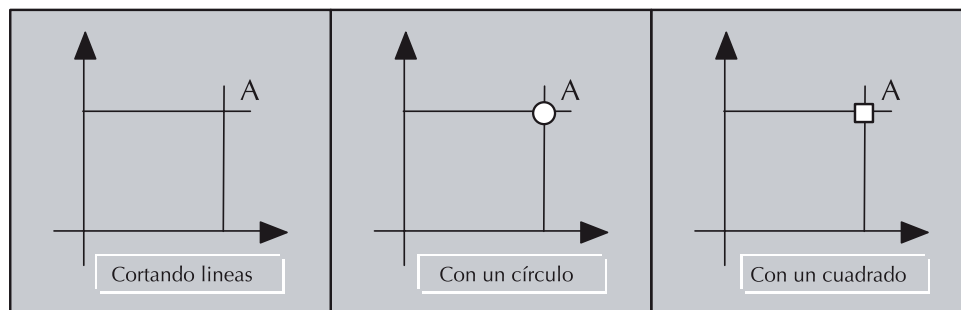 A
A
A
Cortando lineas
Con un círculo
Con un cuadrado